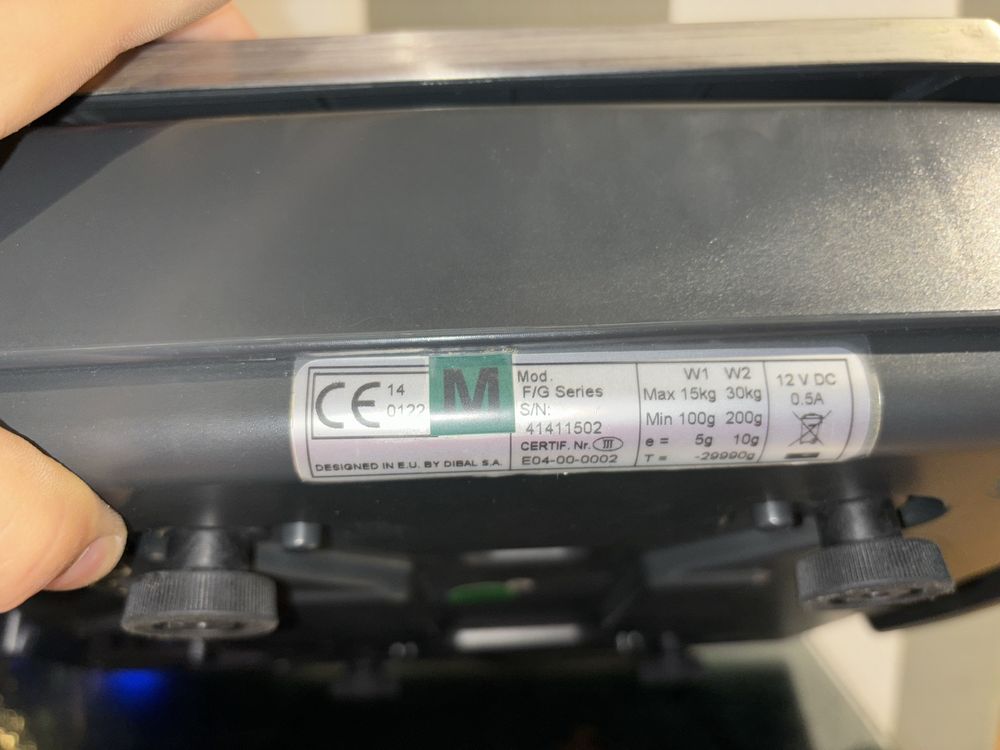 CE 14
0122
M
DESIGNED IN E.U. BY DIBAL S.A.
Mod.
F/G Series
S/N:
41411502
CERTIF. Nr. III
E04-00-0002
W1 W2
Max 15kg 30kg
Min 100g 200g
e = 5g 10g
T = -29990g
12 V DC
0.5A